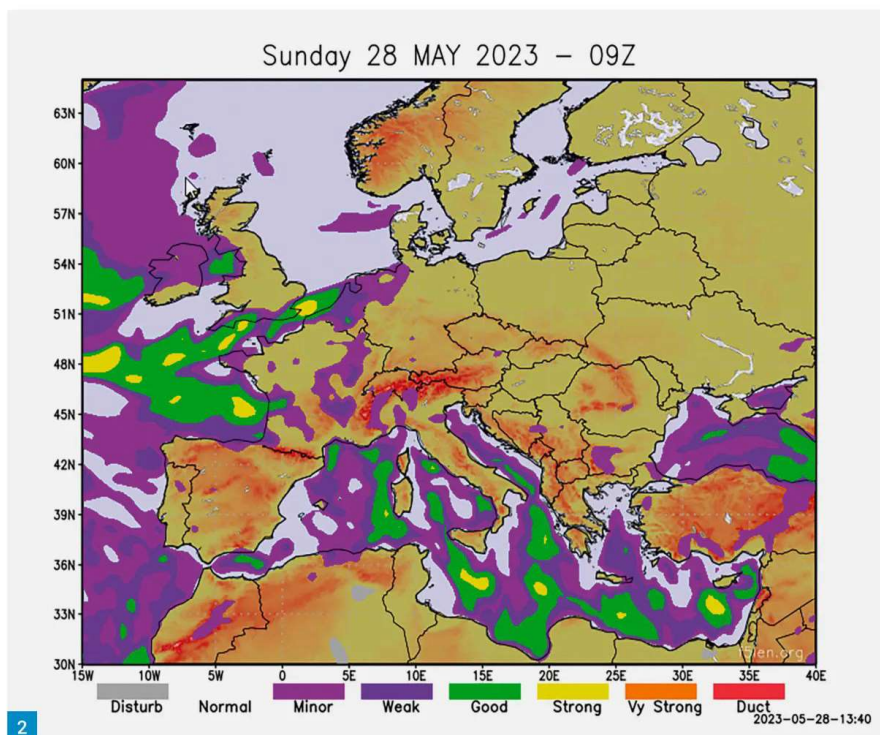 Sunday 28 MAY 2023 – 09Z
63N
60N
57N
54N
51N
48N
45N
42N
39N
36N
33N
30N
15W 10W 5W 0 5E 10E 15E 20E 25E 30E 35E 40E
Disturb Normal Minor Weak Good Strong Vy Strong Duct
2023-05-28-13:40
2